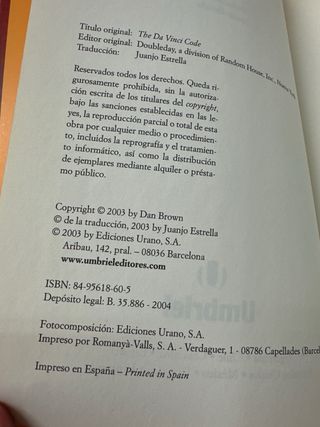 Título original: The Da Vinci Code
Editor original: Doubleday, a division of Random House, Inc., Nueva
Traducción: Juanjo Estrella
Reservados todos los derechos. Queda ri-
gurosamente prohibida, sin la autoriza-
ción escrita de los titulares del copyright,
bajo las sanciones establecidas en las le-
yes, la reproducción parcial o total de esta
obra por cualquier medio o procedimien-
to, incluidos la reprografía y el tratamien-
to informático, así como la distribución
de ejemplares mediante alquiler o présta-
mo público.
Copyright © 2003 by Dan Brown
© de la traducción, 2003 by Juanjo Estrella
© 2003 by Ediciones Urano, S.A.
Aribau, 142, pral. – 08036 Barcelona
www.umbrieleditores.com
ISBN: 84-95618-60-5
Depósito legal: B. 35.886 - 2004
Fotocomposición: Ediciones Urano, S.A.
Impreso por Romanyà-Valls, S. A. - Verdaguer, 1 - 08786 Capellades (Barcel
Impreso en España – Printed in Spain